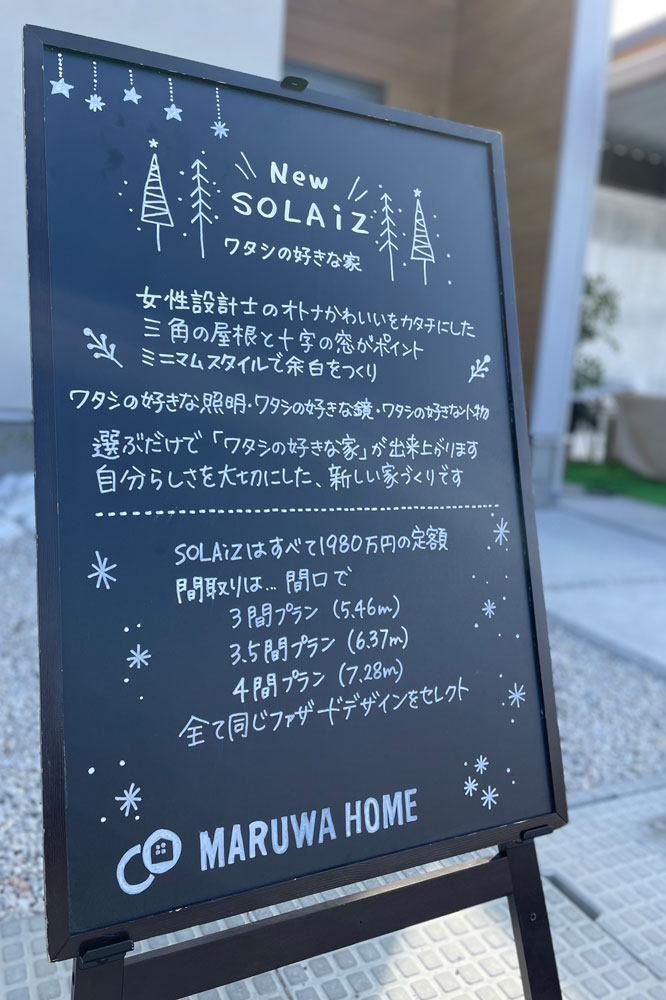 New
SOLAiZ
ワタシの好きな家
女性設計士のオトナかわいいをカタチにした
三角の屋根と十字の窓がポイント
ミニマムスタイルで余白をつくり
ワタシの好きな照明・ワタシの好きな鏡・ワタシの好きな小物
選ぶだけで「ワタシの好きな家」が出来上がります
自分らしさを大切にした、新しい家づくりです
SOLAiZはすべて1980万円の定額
間取りは…間口で
3間プラン(5.46m)
3.5間プラン(6.37m)
4間プラン(7.28m)
全て同じファザードデザインをセレクト
MARUWA HOME